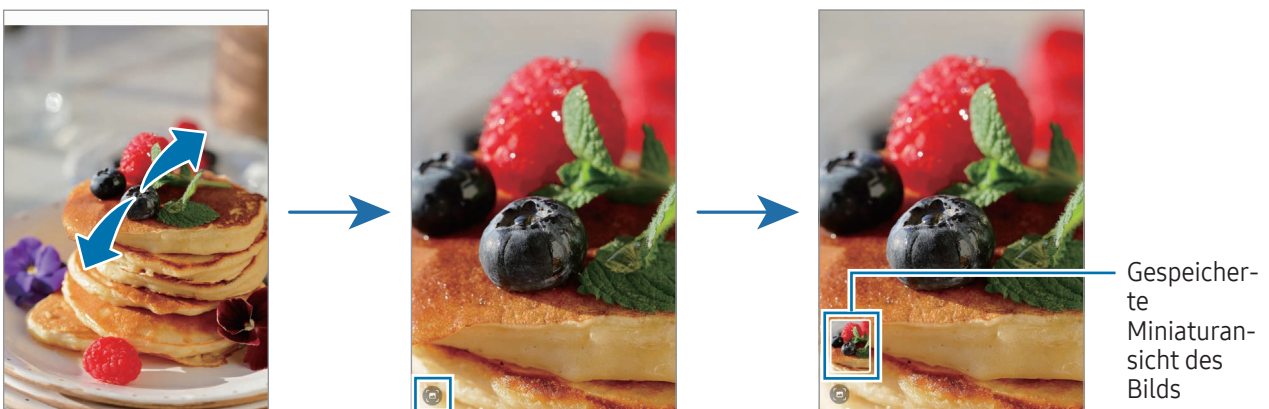 Gespeicher-
te
Miniaturan-
sicht des
Bilds